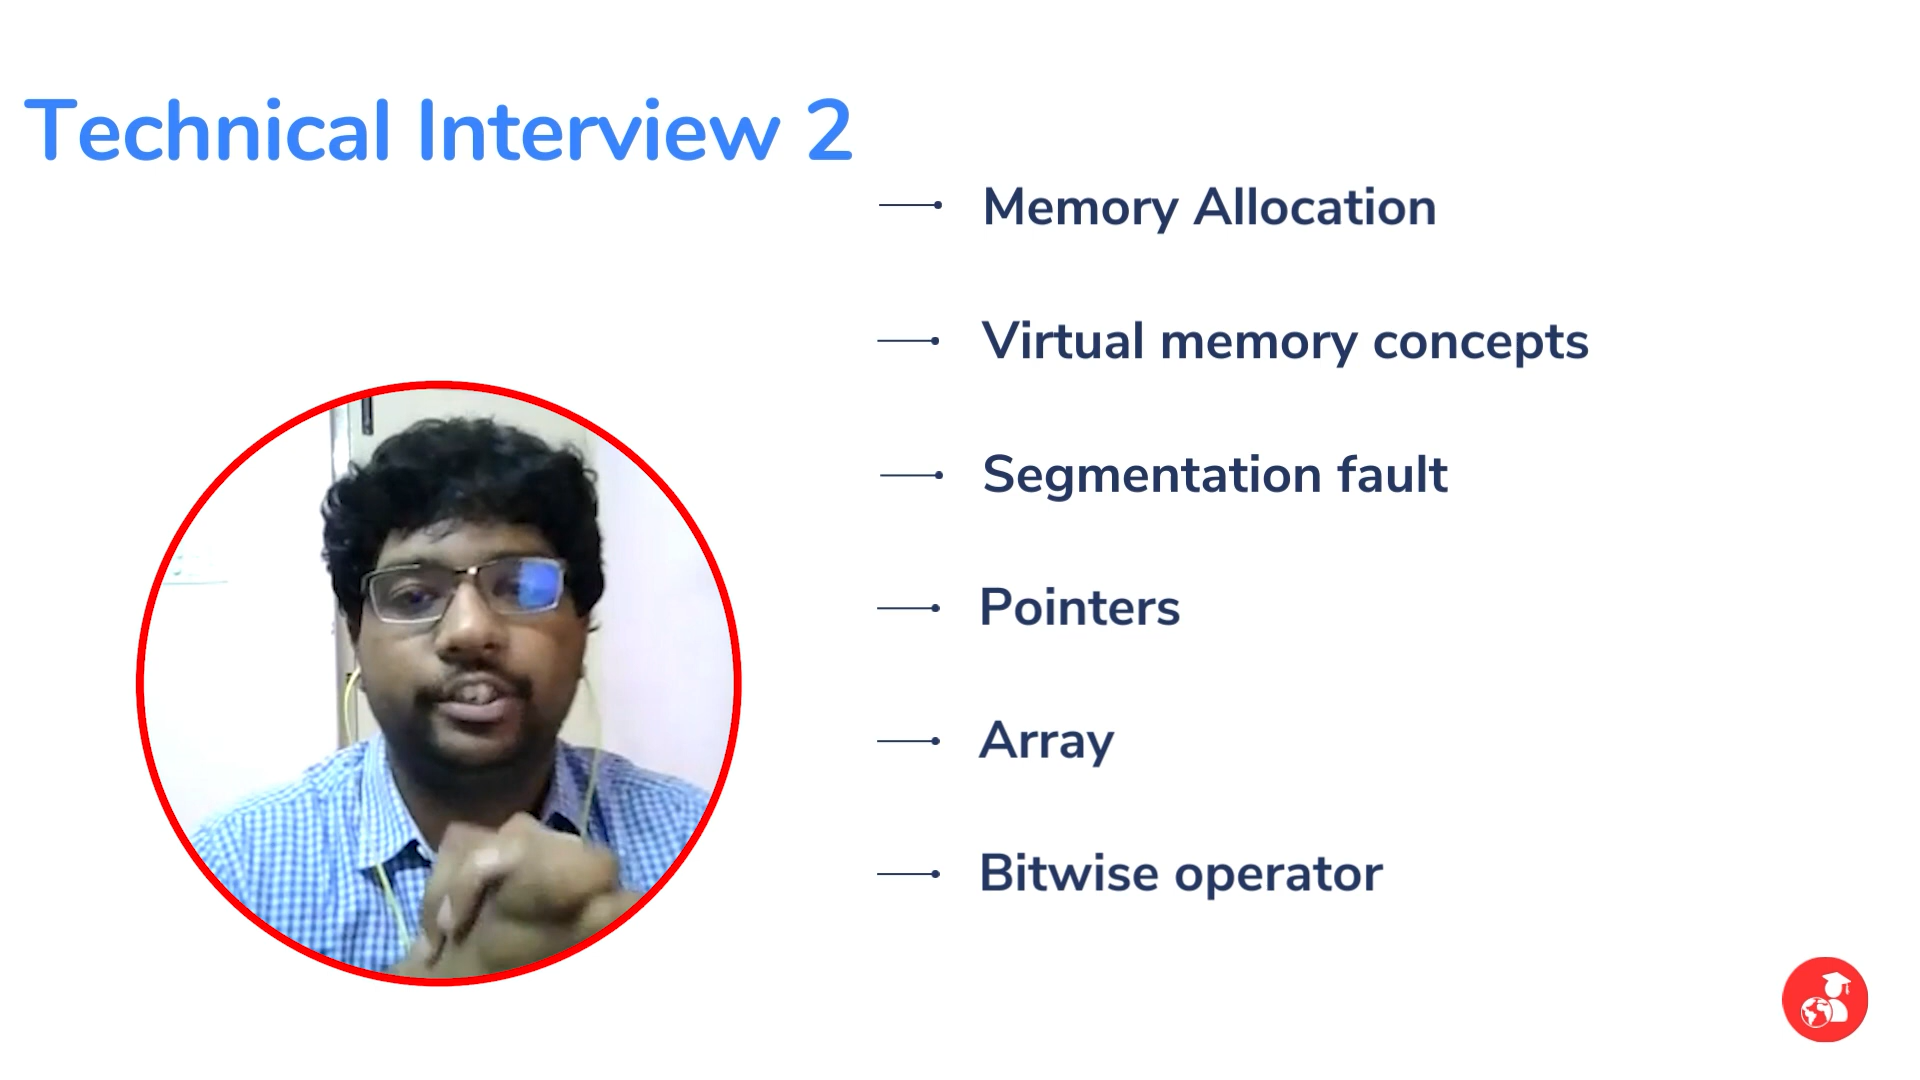 Technical Interview 2
Memory Allocation
Virtual memory concepts
Segmentation fault
Pointers
Array
Bitwise operator